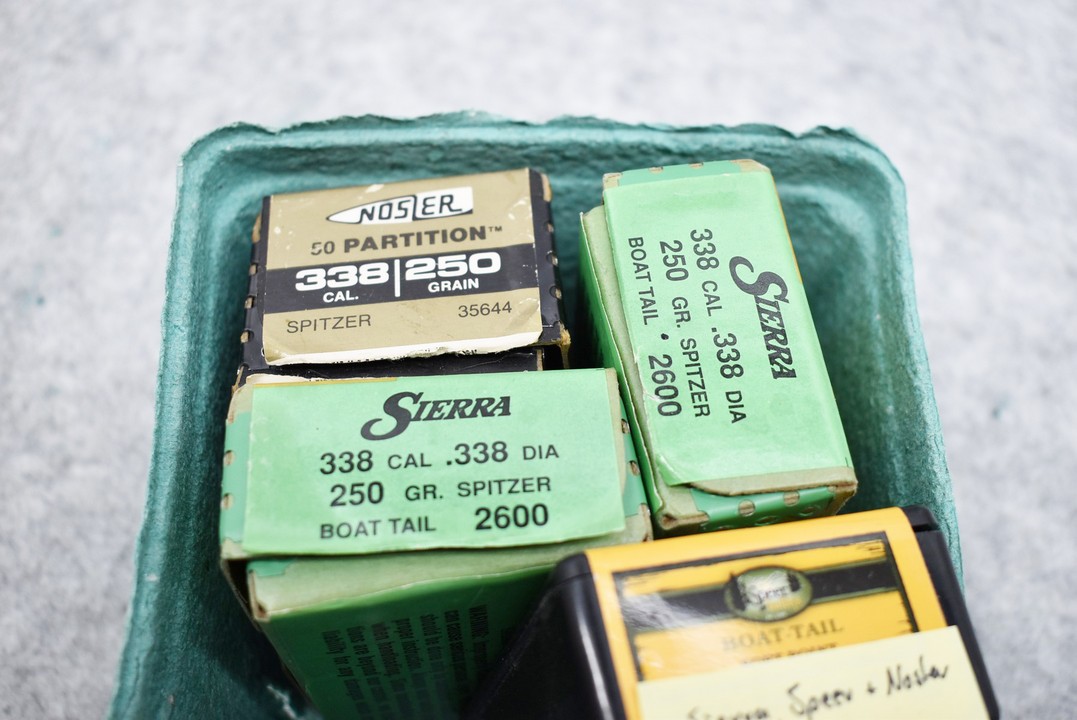 NOSLER
50 PARTITION™
338 | 250
CAL. GRAIN
SPITZER 35644
SIERRA
338 CAL .338 DIA
250 GR. SPITZER
BOAT TAIL • 2600
SIERRA
338 CAL .338 DIA
250 GR. SPITZER
BOAT TAIL 2600
Speer
BOAT-TAIL
Sierra, Speer + Nosler